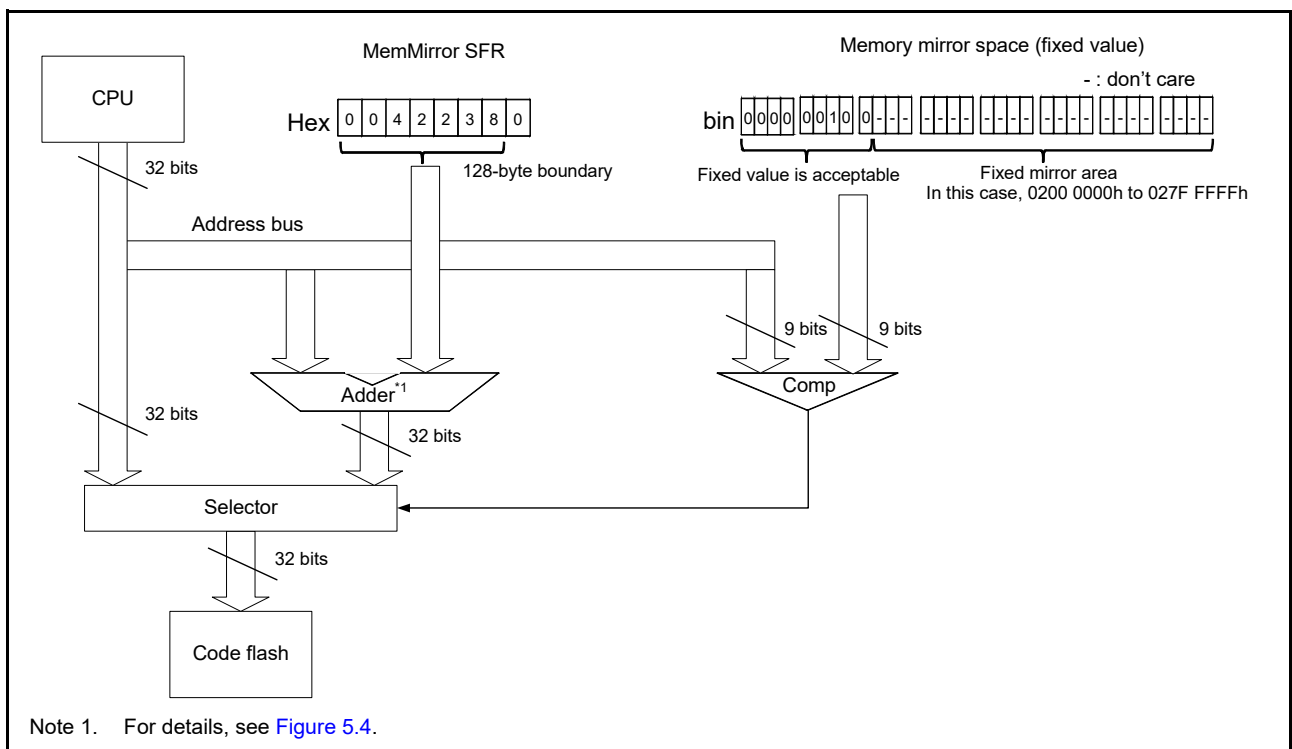 MemMirror SFR
Memory mirror space (fixed value)
- : don't care
CPU
Hex 0 0 4 2 2 3 8 0
bin 0000 0010 0--- ---- ---- ---- ---- ----
32 bits
128-byte boundary
Fixed value is acceptable
Fixed mirror area
In this case, 0200 0000h to 027F FFFFh
Address bus
9 bits
9 bits
Adder*1
Comp
32 bits
32 bits
Selector
32 bits
Code flash
Note 1. For details, see Figure 5.4.